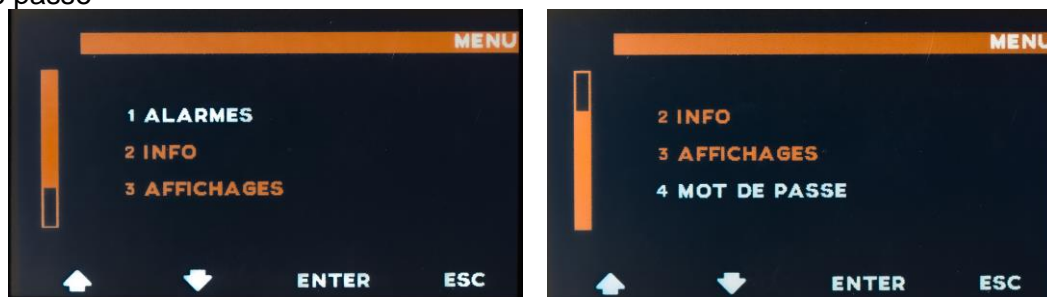 passe
MENU
1 ALARMES
2 INFO
3 AFFICHAGES
ENTER ESC
MENU
2 INFO
3 AFFICHAGES
4 MOT DE PASSE
ENTER ESC